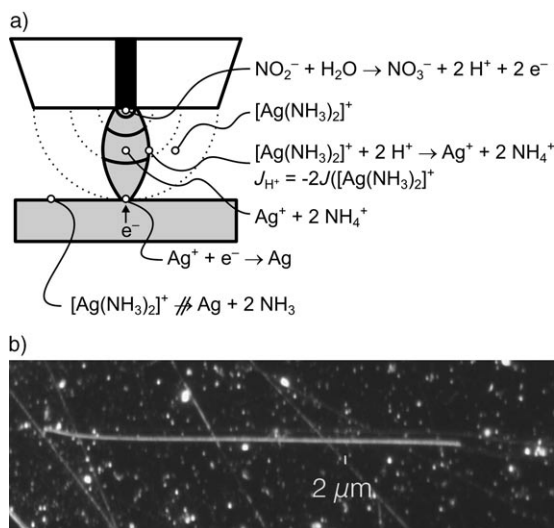 a)
NO₂⁻ + H₂O → NO₃⁻ + 2 H⁺ + 2 e⁻
[Ag(NH₃)₂]⁺
[Ag(NH₃)₂]⁺ + 2 H⁺ → Ag⁺ + 2 NH₄⁺
J_H⁺ = -2J([Ag(NH₃)₂]⁺
Ag⁺ + 2 NH₄⁺
e⁻
Ag⁺ + e⁻ → Ag
[Ag(NH₃)₂]⁺ ↛ Ag + 2 NH₃
b)
2 µm